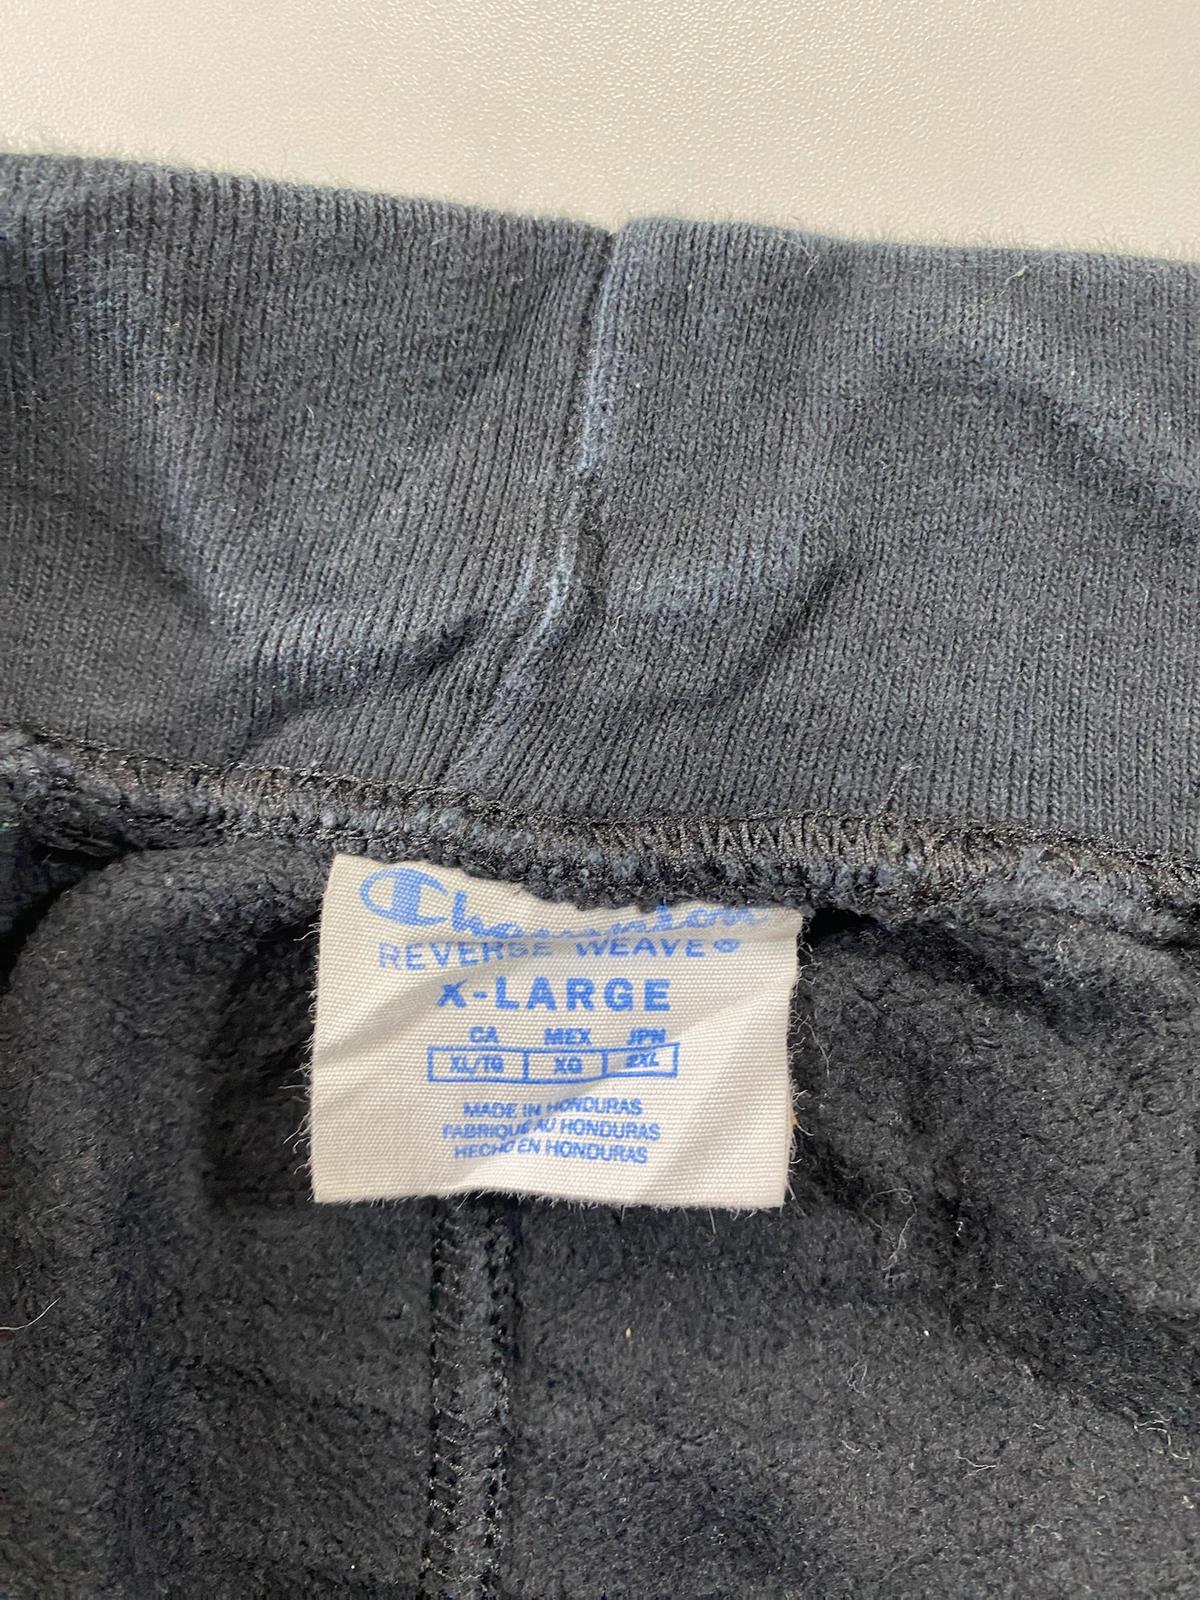 Champion
REVERSE WEAVE®
X-LARGE
CA MEX JPN
XL/TG XG 2XL
MADE IN HONDURAS
FABRIQUE AU HONDURAS
HECHO EN HONDURAS